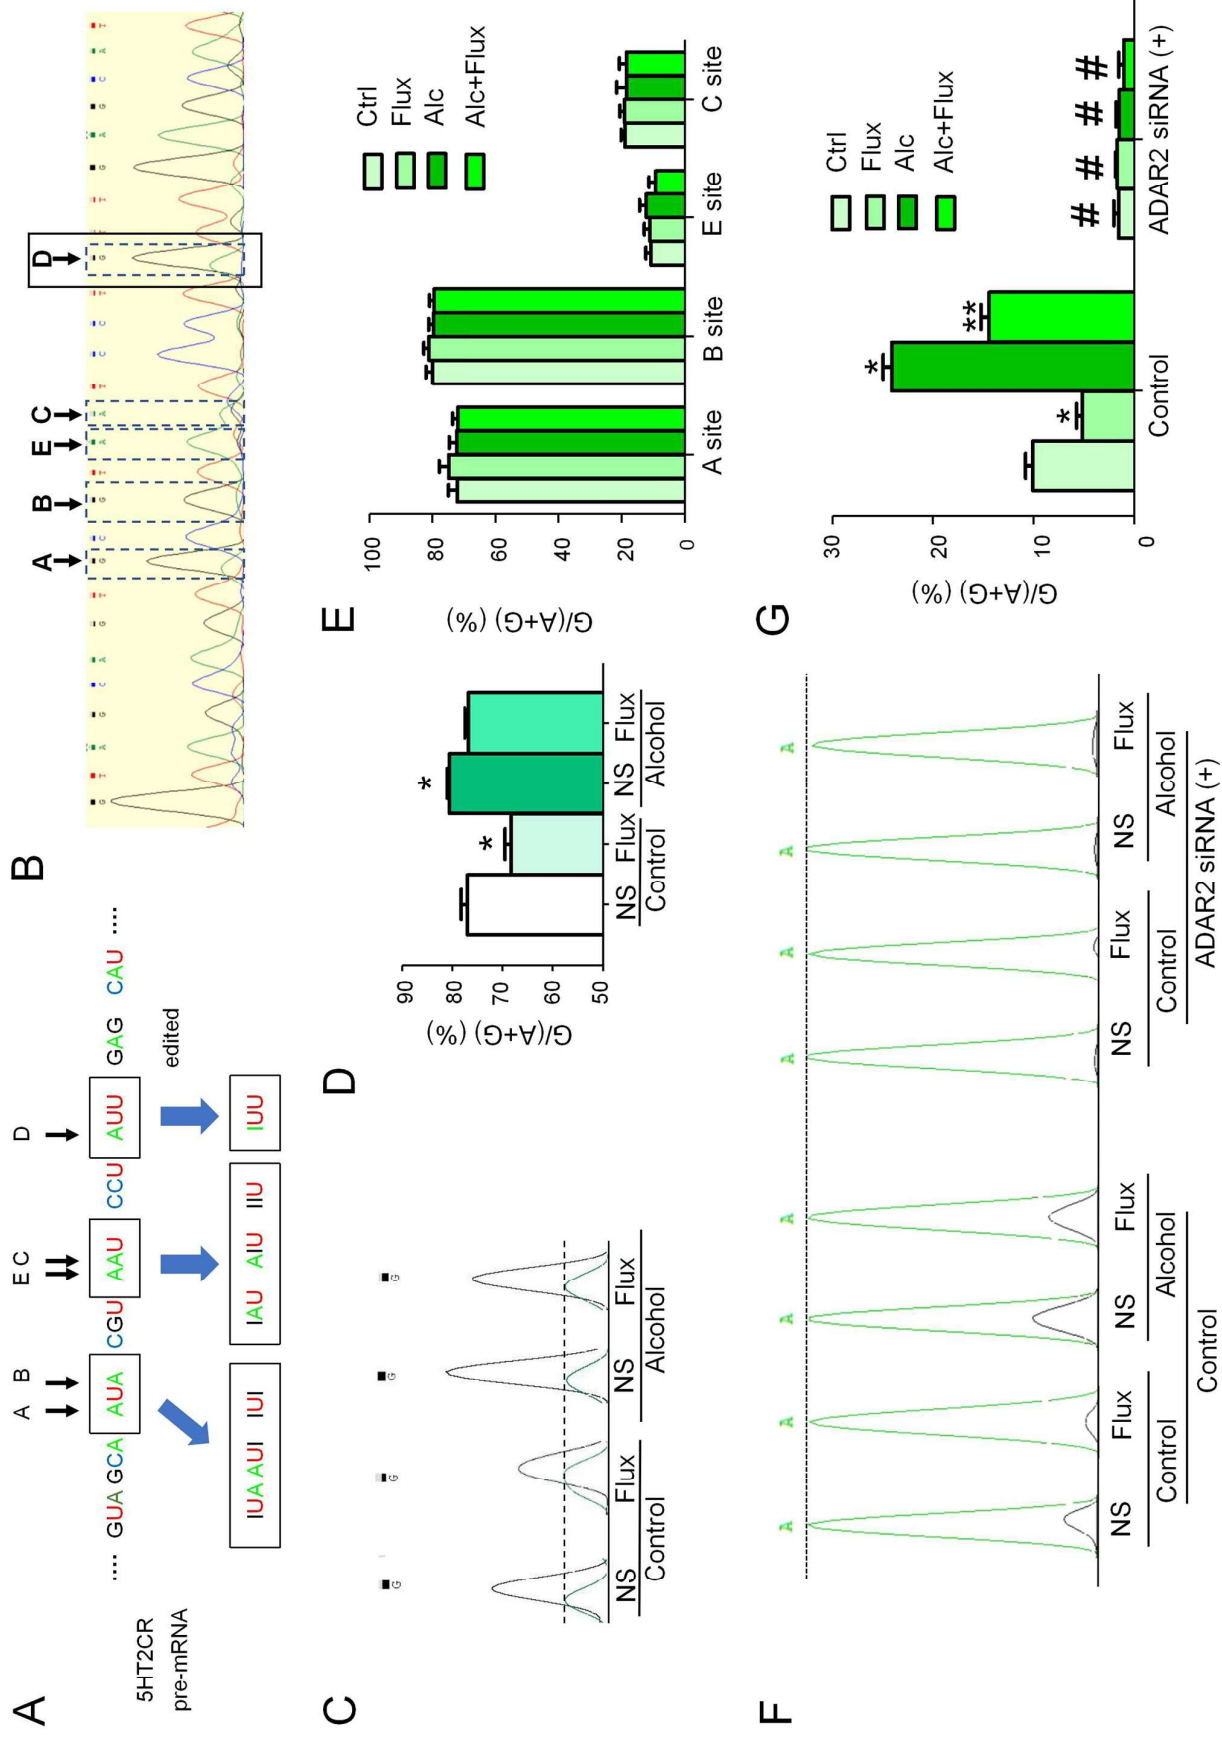 A
A B E C D
.... GUA GCA AUA CGU AAU CCU AUU GAG CAU ....
5HT2CR
pre-mRNA
edited
IUA AUI IUI IAU AIU IIU IUU
B
A B E C D
G T A G C A G T G C G T A A T C C T G T T G A G C A T
C
G G G G
NS Flux NS Flux
Control Alcohol
D
G/(A+G) (%)
90
80
70
60
50
* *
NS Flux NS Flux
Control Alcohol
E
G/(A+G) (%)
100
80
60
40
20
0
Ctrl
Flux
Alc
Alc+Flux
A site B site E site C site
F
A A A A A A A A
NS Flux NS Flux NS Flux NS Flux
Control Alcohol Control Alcohol
Control ADAR2 siRNA (+)
G
G/(A+G) (%)
30
20
10
0
Ctrl
Flux
Alc
Alc+Flux
* * ** # # # #
Control ADAR2 siRNA (+)